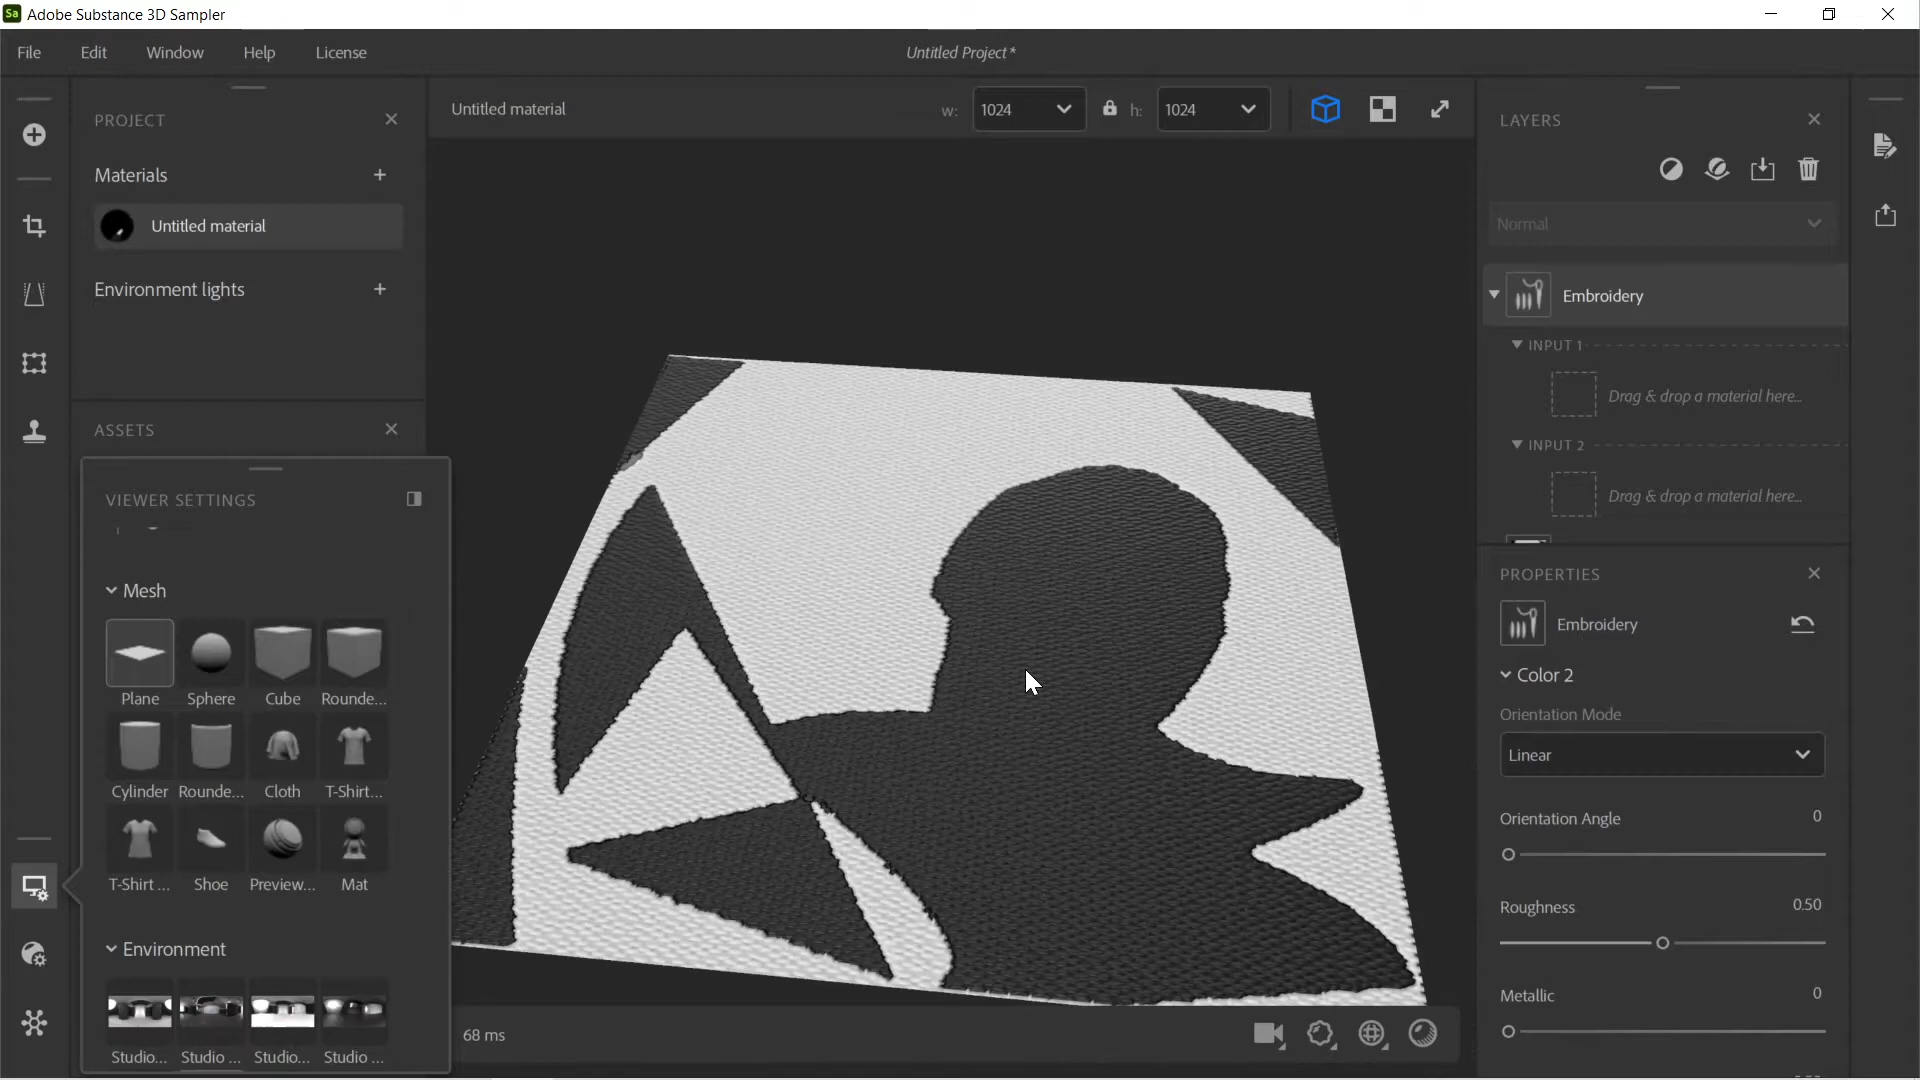 Sa Adobe Substance 3D Sampler
File Edit Window Help License
Untitled Project*
PROJECT
Materials
Untitled material
Environment lights
ASSETS
VIEWER SETTINGS
Mesh
Plane Sphere Cube Rounde...
Cylinder Rounde... Cloth T-Shirt...
T-Shirt ... Shoe Preview... Mat
Environment
Studio... Studio ... Studio... Studio ...
Untitled material
w: 1024 h: 1024
68 ms
LAYERS
Normal
Embroidery
INPUT 1
Drag & drop a material here...
INPUT 2
Drag & drop a material here...
PROPERTIES
Embroidery
Color 2
Orientation Mode
Linear
Orientation Angle 0
Roughness 0.50
Metallic 0